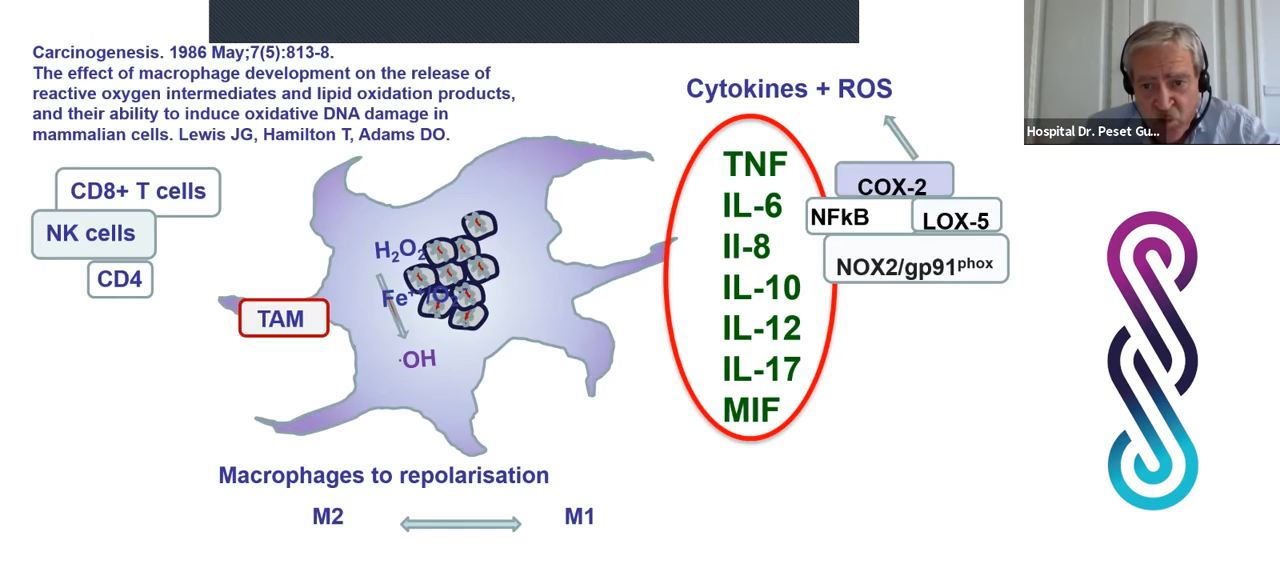 Carcinogenesis. 1986 May;7(5):813-8.
The effect of macrophage development on the release of
reactive oxygen intermediates and lipid oxidation products,
and their ability to induce oxidative DNA damage in
mammalian cells. Lewis JG, Hamilton T, Adams DO.
Hospital Dr. Peset Gu...
Cytokines + ROS
CD8+ T cells
NK cells
CD4
TAM
H₂O₂
Fe⁺
·OH
TNF
IL-6
Il-8
IL-10
IL-12
IL-17
MIF
COX-2
NFkB
LOX-5
NOX2/gp91ᵖʰᵒˣ
Macrophages to repolarisation
M2
M1